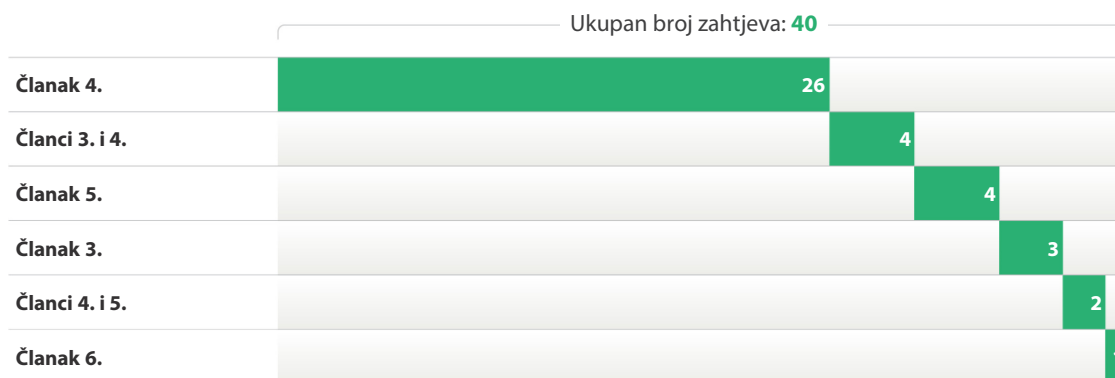 Ukupan broj zahtjeva: 40
Članak 4. 26
Članci 3. i 4. 4
Članak 5. 4
Članak 3. 3
Članci 4. i 5. 2
Članak 6.